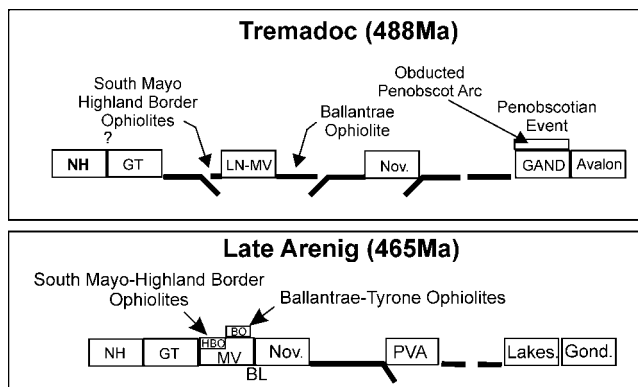 Tremadoc (488Ma)
South Mayo
Highland Border
Ophiolites
?
Ballantrae
Ophiolite
Obducted
Penobscot Arc
Penobscotian
Event
NH
GT
LN-MV
Nov.
GAND
Avalon
Late Arenig (465Ma)
South Mayo-Highland Border
Ophiolites
Ballantrae-Tyrone Ophiolites
BO
HBO
NH
GT
MV
Nov.
PVA
Lakes.
Gond.
BL